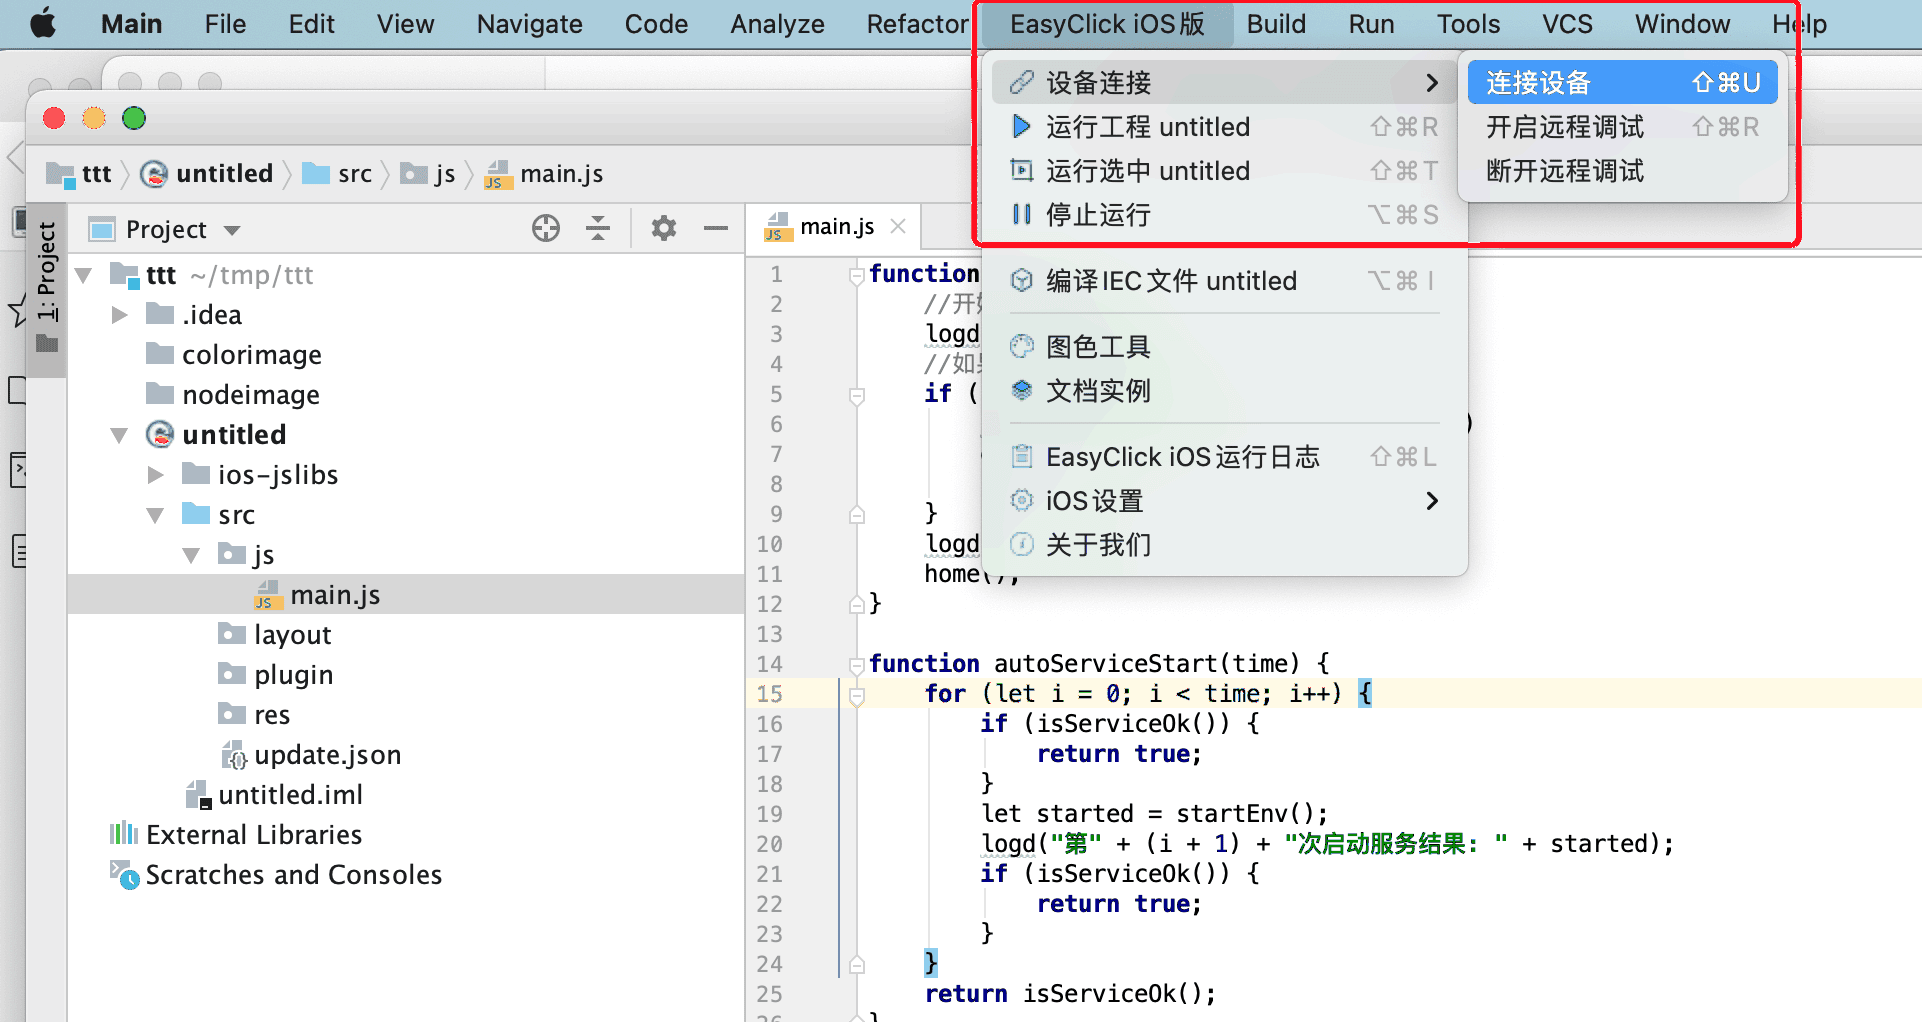 Main File Edit View Navigate Code Analyze Refactor EasyClick iOS版 Build Run Tools VCS Window Help
设备连接
运行工程 untitled ⇧⌘R
运行选中 untitled ⇧⌘T
停止运行 ⌥⌘S
编译IEC文件 untitled ⌥⌘I
图色工具
文档实例
EasyClick iOS运行日志 ⇧⌘L
iOS设置
关于我们
连接设备 ⇧⌘U
开启远程调试 ⇧⌘R
断开远程调试
ttt untitled src js main.js
1: Project
Project
ttt ~/tmp/ttt
.idea
colorimage
nodeimage
untitled
ios-jslibs
src
js
main.js
layout
plugin
res
update.json
untitled.iml
External Libraries
Scratches and Consoles
main.js
1 function
2 //开
3 logd
4 //如
5 if (
6 )
7
8
9 }
10 logd
11 home();
12 }
13
14 function autoServiceStart(time) {
15 for (let i = 0; i < time; i++) {
16 if (isServiceOk()) {
17 return true;
18 }
19 let started = startEnv();
20 logd("第" + (i + 1) + "次启动服务结果: " + started);
21 if (isServiceOk()) {
22 return true;
23 }
24 }
25 return isServiceOk();
26 }